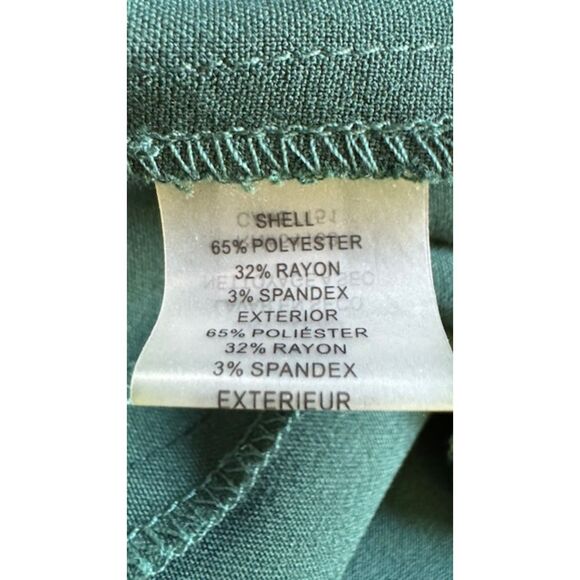 SHELL
65% POLYESTER
32% RAYON
3% SPANDEX
EXTERIOR
65% POLIÉSTER
32% RAYON
3% SPANDEX
EXTERIEUR